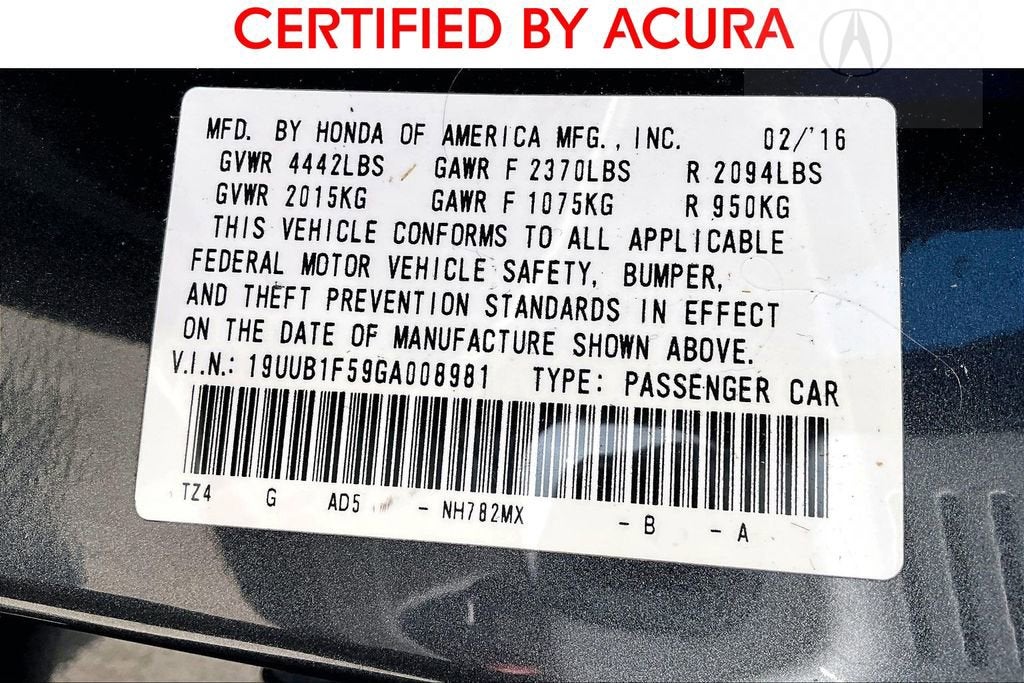 CERTIFIED BY ACURA
MFD. BY HONDA OF AMERICA MFG., INC. 02/'16
GVWR 4442LBS GAWR F 2370LBS R 2094LBS
GVWR 2015KG GAWR F 1075KG R 950KG
THIS VEHICLE CONFORMS TO ALL APPLICABLE
FEDERAL MOTOR VEHICLE SAFETY, BUMPER,
AND THEFT PREVENTION STANDARDS IN EFFECT
ON THE DATE OF MANUFACTURE SHOWN ABOVE.
V.I.N.: 19UUB1F59GA008981 TYPE: PASSENGER CAR
TZ4 G AD5 - NH782MX - B - A